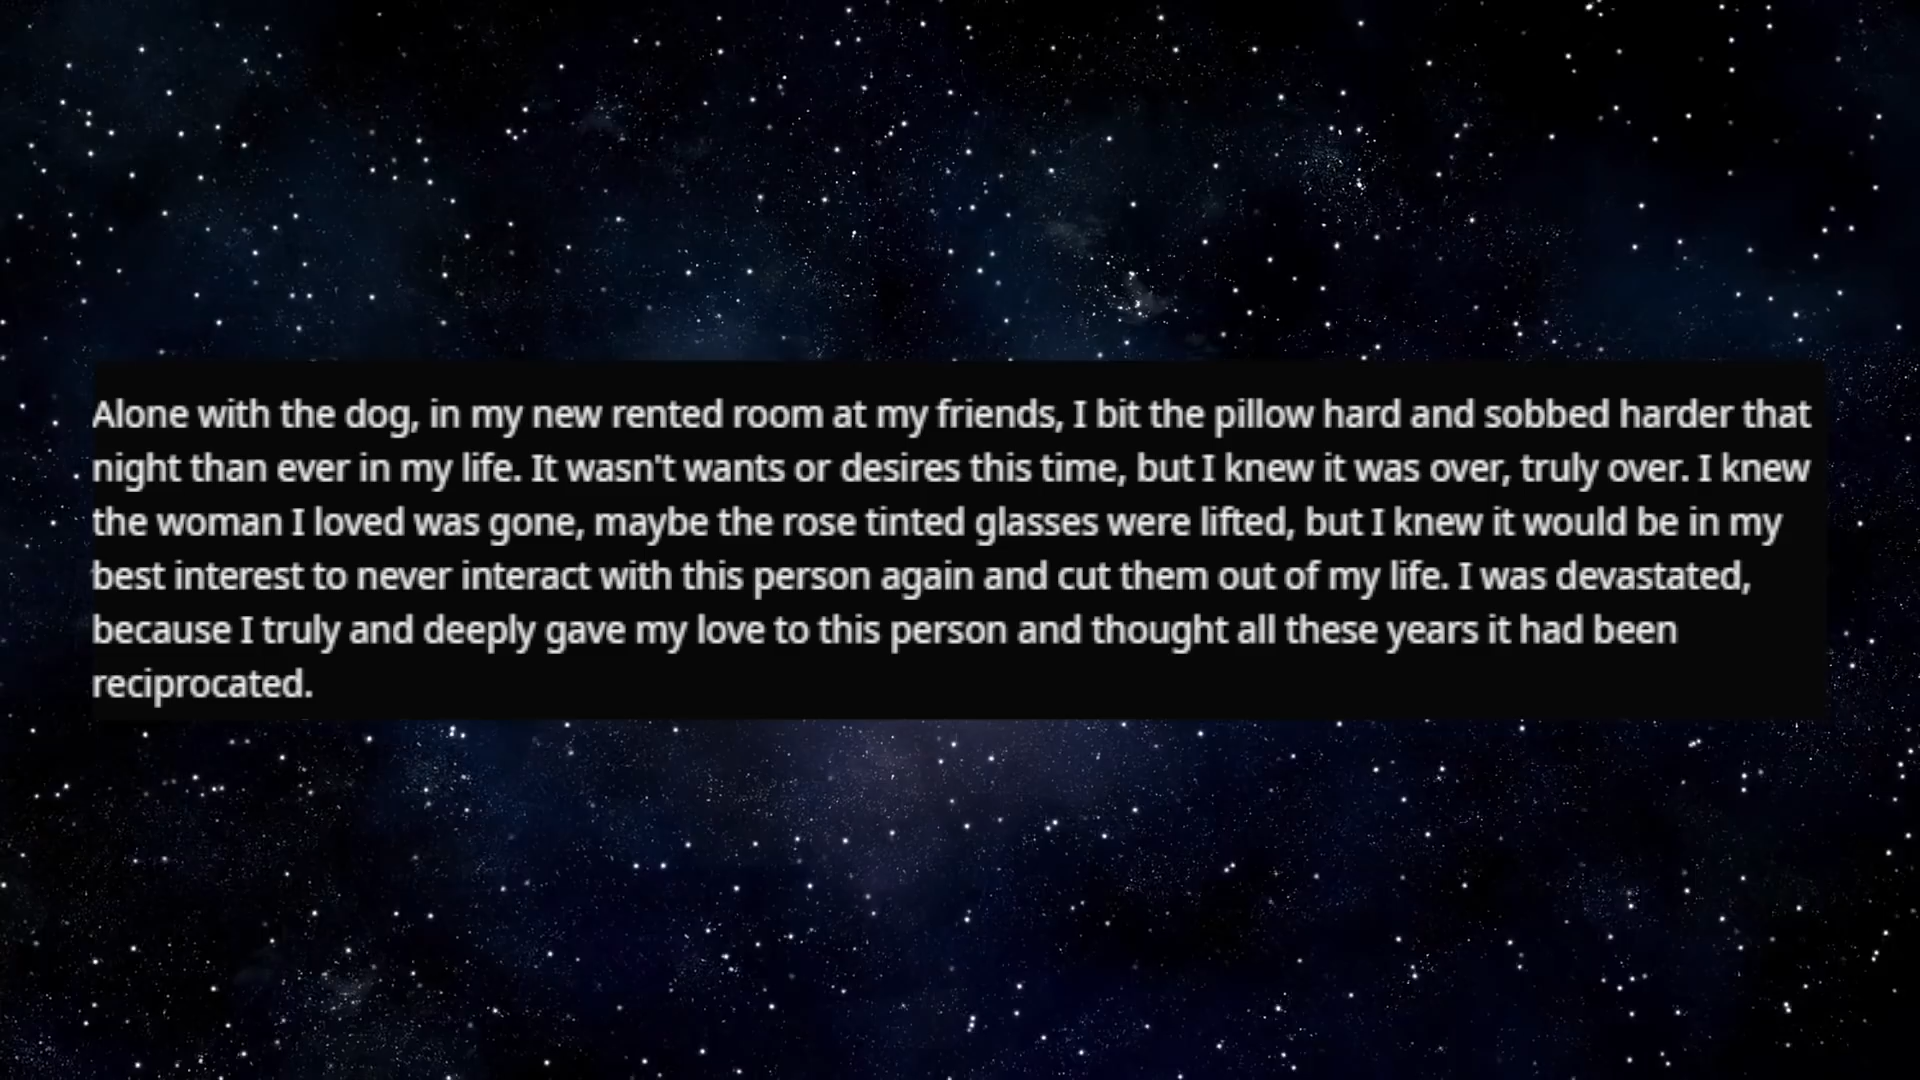 Alone with the dog, in my new rented room at my friends, I bit the pillow hard and sobbed harder that
night than ever in my life. It wasn't wants or desires this time, but I knew it was over, truly over. I knew
the woman I loved was gone, maybe the rose tinted glasses were lifted, but I knew it would be in my
best interest to never interact with this person again and cut them out of my life. I was devastated,
because I truly and deeply gave my love to this person and thought all these years it had been
reciprocated.